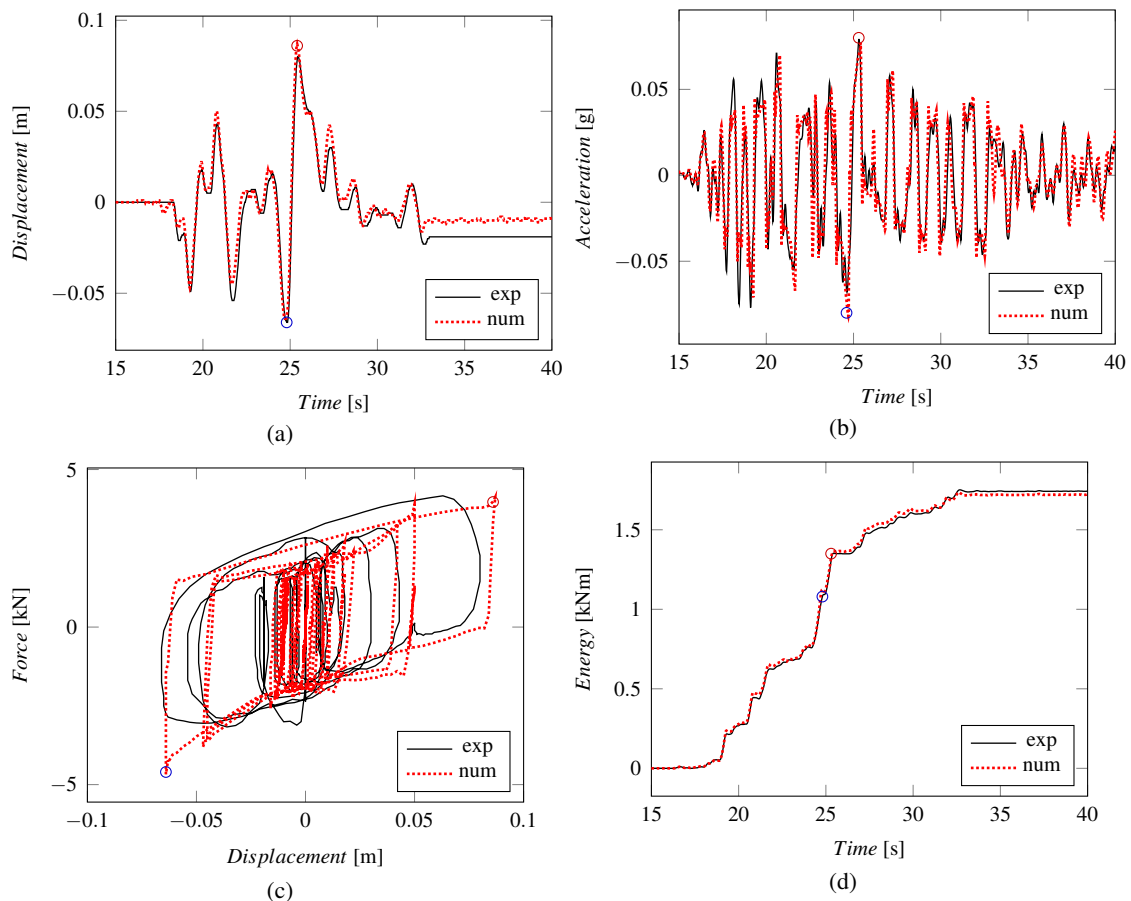 0.1
0.05
0
−0.05
15 20 25 30 35 40
Displacement [m]
Time [s]
exp
num
(a)
0.05
0
−0.05
15 20 25 30 35 40
Acceleration [g]
Time [s]
exp
num
(b)
5
0
−5
−0.1 −0.05 0 0.05 0.1
Force [kN]
Displacement [m]
exp
num
(c)
1.5
1
0.5
0
15 20 25 30 35 40
Energy [kNm]
Time [s]
exp
num
(d)